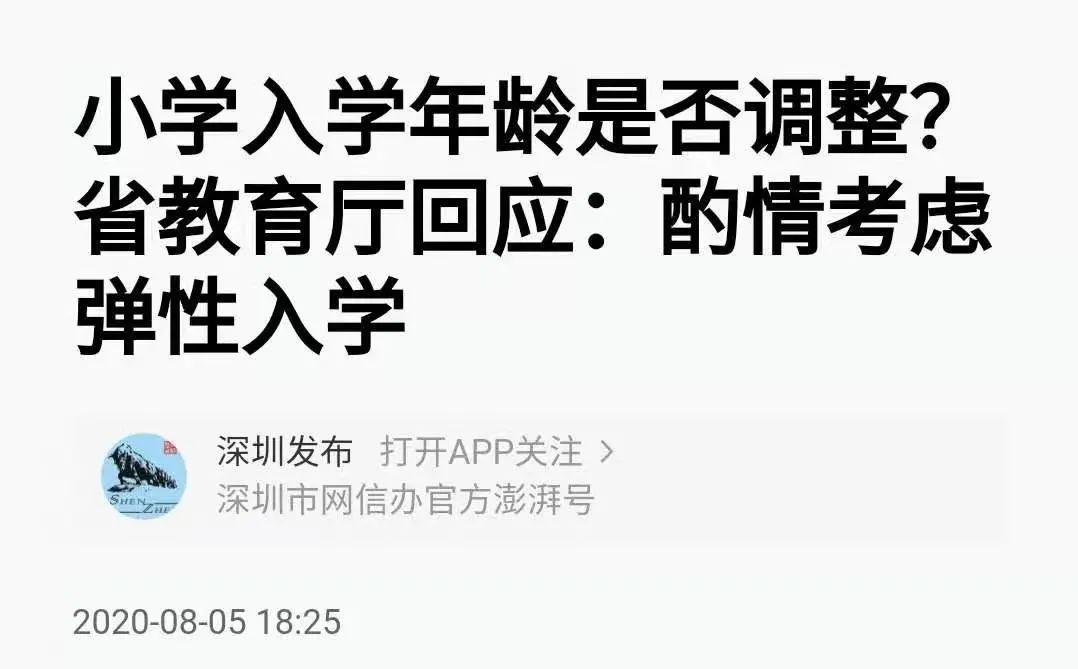 小学入学年龄是否调整？
省教育厅回应：酌情考虑
弹性入学
深圳发布 打开APP关注 >
深圳市网信办官方澎湃号
SHEN ZHE
2020-08-05 18:25